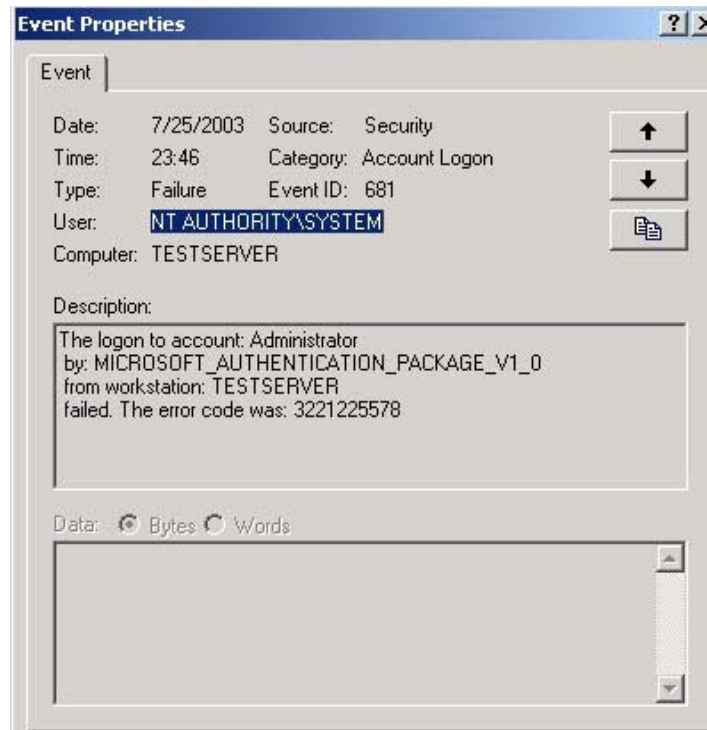 Event Properties
Event
Date: 7/25/2003 Source: Security
Time: 23:46 Category: Account Logon
Type: Failure Event ID: 681
User: NT AUTHORITY\SYSTEM
Computer: TESTSERVER
Description:
The logon to account: Administrator
by: MICROSOFT_AUTHENTICATION_PACKAGE_V1_0
from workstation: TESTSERVER
failed. The error code was: 3221225578
Data: Bytes Words